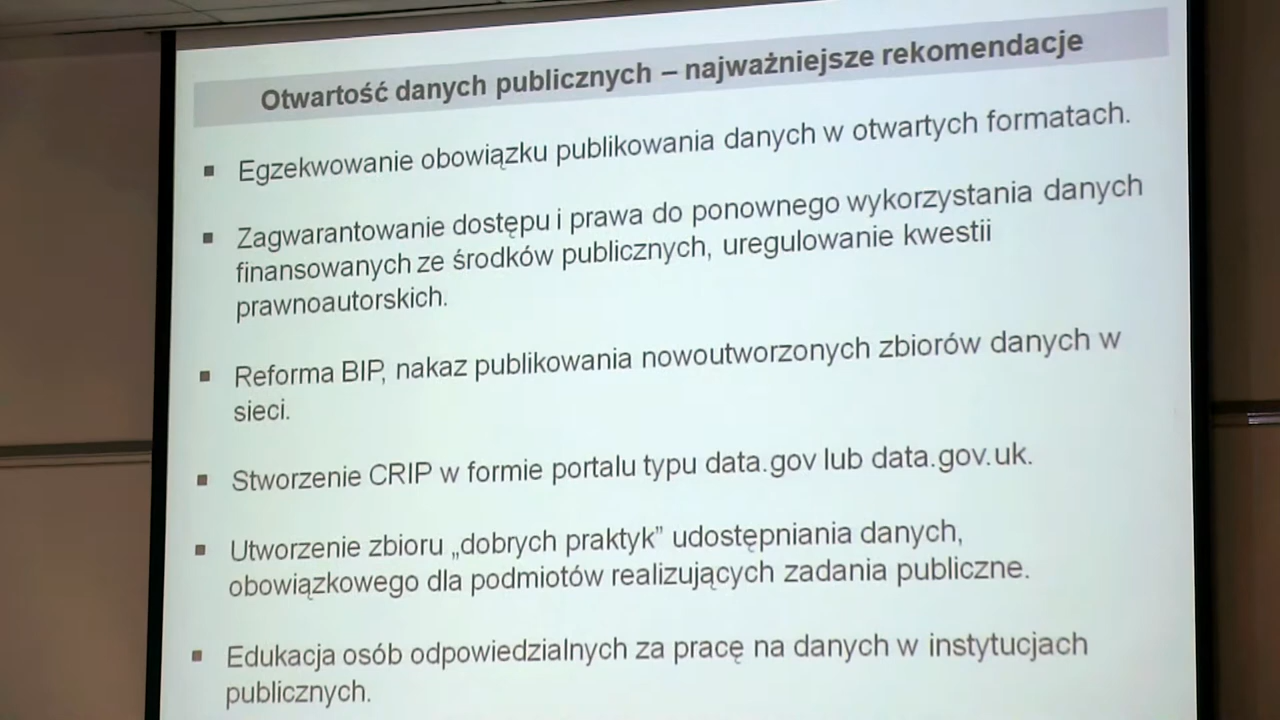 Otwartość danych publicznych – najważniejsze rekomendacje
▪ Egzekwowanie obowiązku publikowania danych w otwartych formatach.
▪ Zagwarantowanie dostępu i prawa do ponownego wykorzystania danych
finansowanych ze środków publicznych, uregulowanie kwestii
prawnoautorskich.
▪ Reforma BIP, nakaz publikowania nowoutworzonych zbiorów danych w
sieci.
▪ Stworzenie CRIP w formie portalu typu data.gov lub data.gov.uk.
▪ Utworzenie zbioru „dobrych praktyk” udostępniania danych,
obowiązkowego dla podmiotów realizujących zadania publiczne.
▪ Edukacja osób odpowiedzialnych za pracę na danych w instytucjach
publicznych.